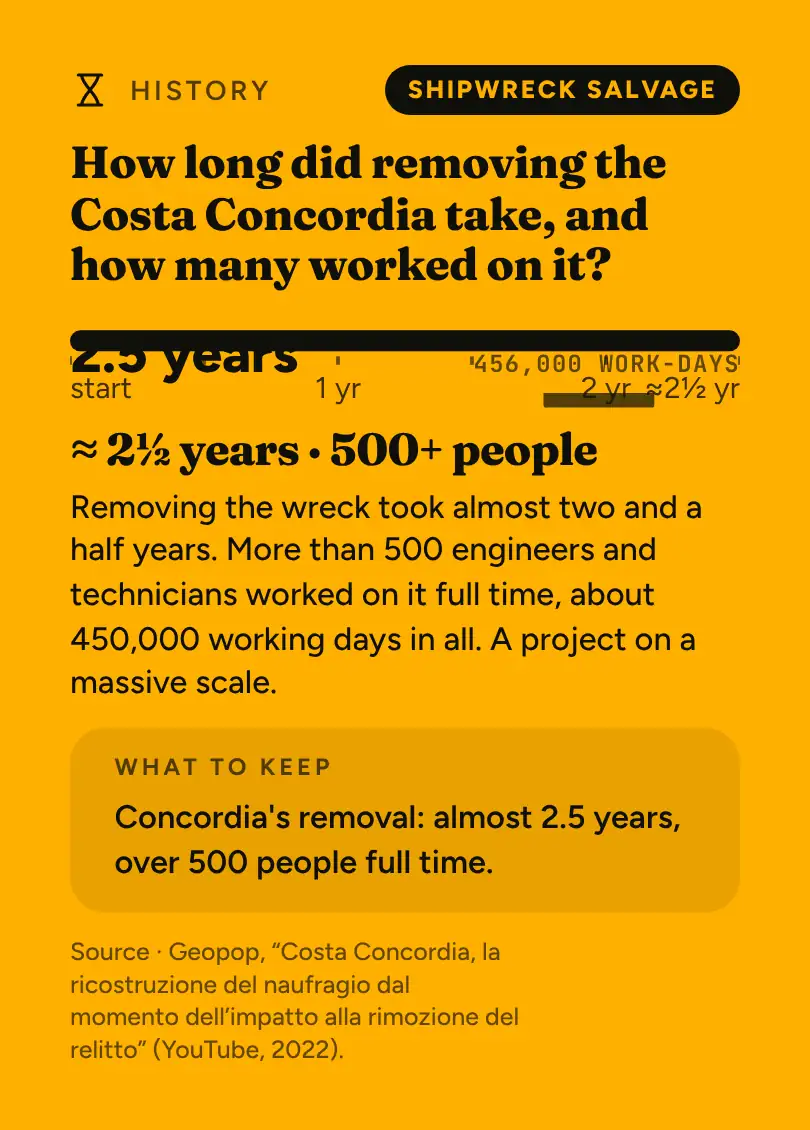 HISTORY
SHIPWRECK SALVAGE
How long did removing the
Costa Concordia take, and
how many worked on it?
2.5 years
456,000 WORK-DAYS
start 1 yr 2 yr ≈2½ yr
≈ 2½ years · 500+ people
Removing the wreck took almost two and a
half years. More than 500 engineers and
technicians worked on it full time, about
450,000 working days in all. A project on a
massive scale.
WHAT TO KEEP
Concordia's removal: almost 2.5 years,
over 500 people full time.
Source · Geopop, “Costa Concordia, la
ricostruzione del naufragio dal
momento dell’impatto alla rimozione del
relitto” (YouTube, 2022).